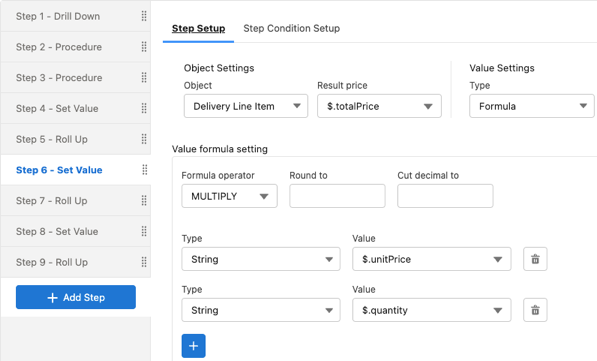 Step 1 - Drill Down
Step 2 - Procedure
Step 3 - Procedure
Step 4 - Set Value
Step 5 - Roll Up
Step 6 - Set Value
Step 7 - Roll Up
Step 8 - Set Value
Step 9 - Roll Up
+ Add Step
Step Setup Step Condition Setup
Object Settings Value Settings
Object Result price Type
Delivery Line Item $.totalPrice Formula
Value formula setting
Formula operator Round to Cut decimal to
MULTIPLY
Type Value
String $.unitPrice
Type Value
String $.quantity
+